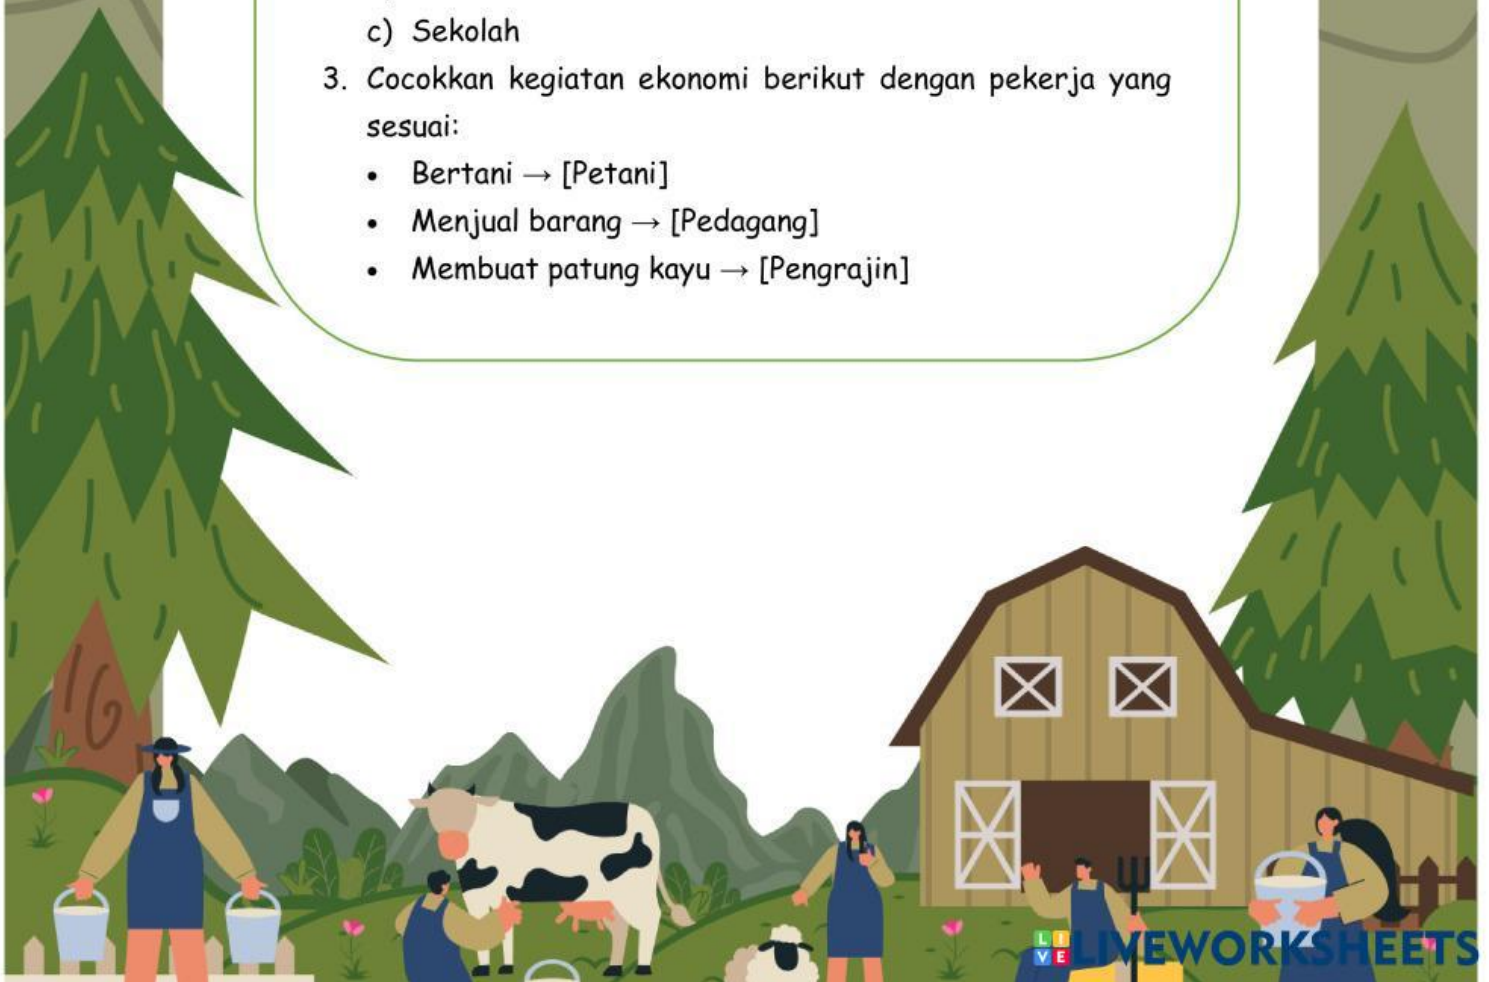 c) Sekolah
3. Cocokkan kegiatan ekonomi berikut dengan pekerja yang
sesuai:
• Bertani → [Petani]
• Menjual barang → [Pedagang]
• Membuat patung kayu → [Pengrajin]
LIVE LIVEWORKSHEETS